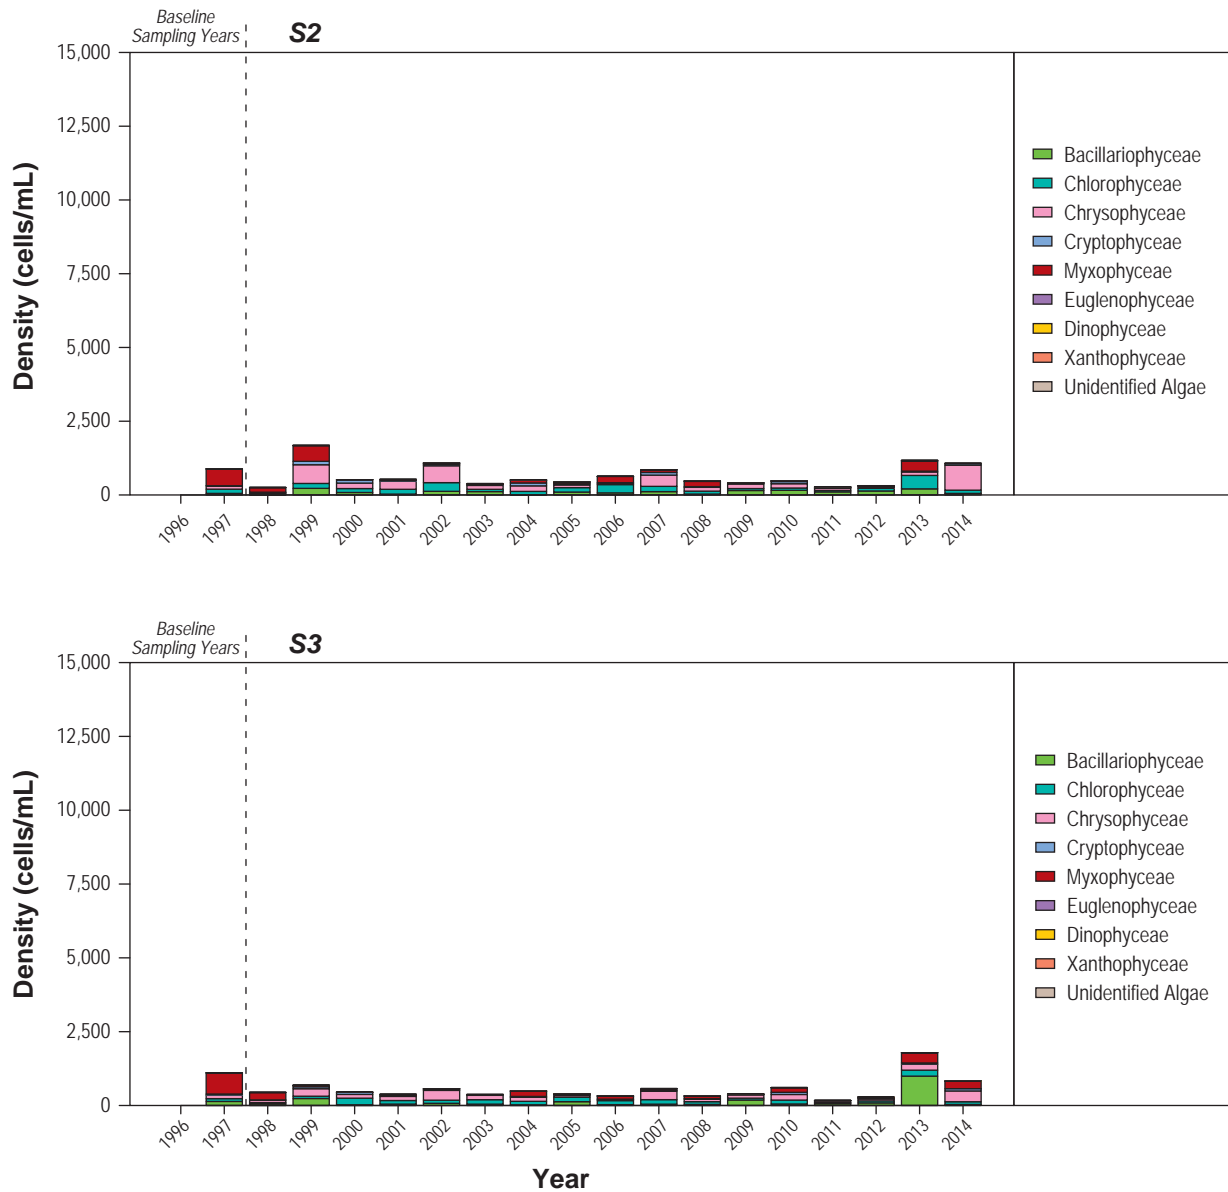 Baseline
Sampling Years
S2
15,000
12,500
10,000
7,500
5,000
2,500
0
Density (cells/mL)
1996 1997 1998 1999 2000 2001 2002 2003 2004 2005 2006 2007 2008 2009 2010 2011 2012 2013 2014
Bacillariophyceae
Chlorophyceae
Chrysophyceae
Cryptophyceae
Myxophyceae
Euglenophyceae
Dinophyceae
Xanthophyceae
Unidentified Algae
Baseline
Sampling Years
S3
15,000
12,500
10,000
7,500
5,000
2,500
0
Density (cells/mL)
1996 1997 1998 1999 2000 2001 2002 2003 2004 2005 2006 2007 2008 2009 2010 2011 2012 2013 2014
Year
Bacillariophyceae
Chlorophyceae
Chrysophyceae
Cryptophyceae
Myxophyceae
Euglenophyceae
Dinophyceae
Xanthophyceae
Unidentified Algae